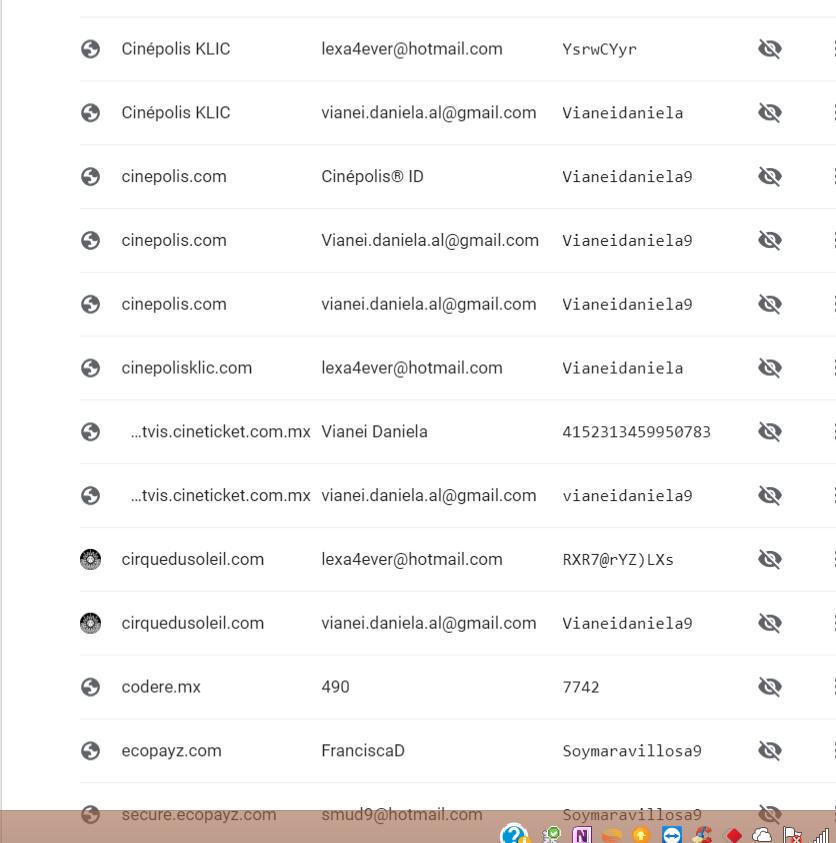 Cinépolis KLIC lexa4ever@hotmail.com YsrwCYyr
Cinépolis KLIC vianei.daniela.al@gmail.com Vianeidaniela
cinepolis.com Cinépolis® ID Vianeidaniela9
cinepolis.com Vianei.daniela.al@gmail.com Vianeidaniela9
cinepolis.com vianei.daniela.al@gmail.com Vianeidaniela9
cinepolisklic.com lexa4ever@hotmail.com Vianeidaniela
...tvis.cineticket.com.mx Vianei Daniela 4152313459950783
...tvis.cineticket.com.mx vianei.daniela.al@gmail.com vianeidaniela9
cirquedusoleil.com lexa4ever@hotmail.com RXR7@rYZ)LXs
cirquedusoleil.com vianei.daniela.al@gmail.com Vianeidaniela9
codere.mx 490 7742
ecopayz.com FranciscaD Soymaravillosa9
secure.ecopayz.com smud9@hotmail.com Soymaravillosa9